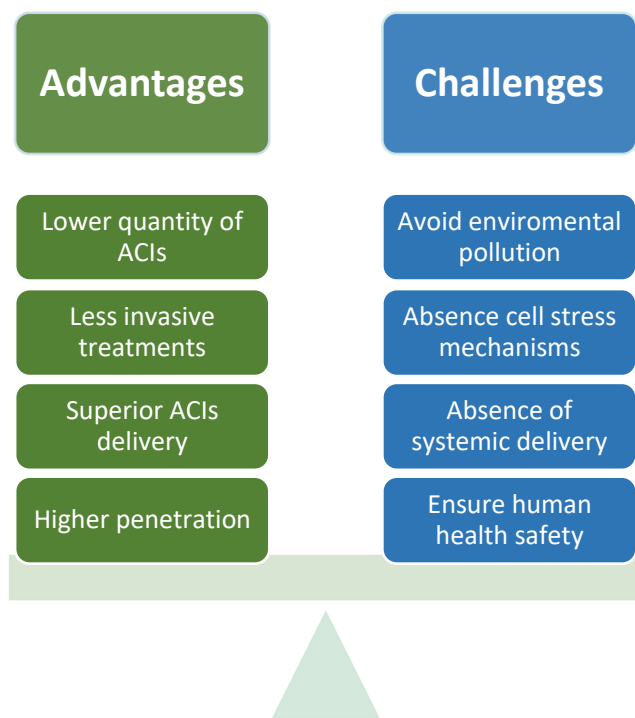 Advantages
Challenges
Lower quantity of
ACIs
Avoid enviromental
pollution
Less invasive
treatments
Absence cell stress
mechanisms
Superior ACIs
delivery
Absence of
systemic delivery
Higher penetration
Ensure human
health safety